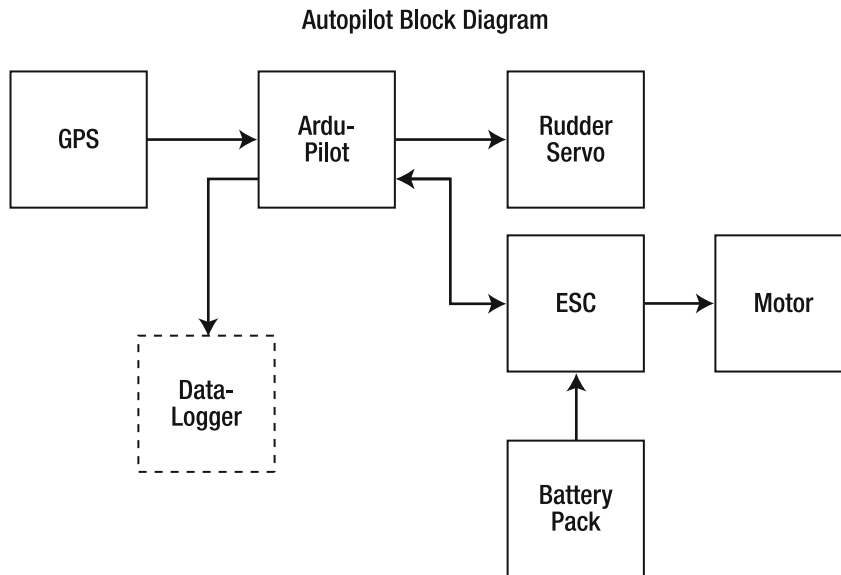 Autopilot Block Diagram
GPS
Ardu-
Pilot
Rudder
Servo
ESC
Motor
Data-
Logger
Battery
Pack